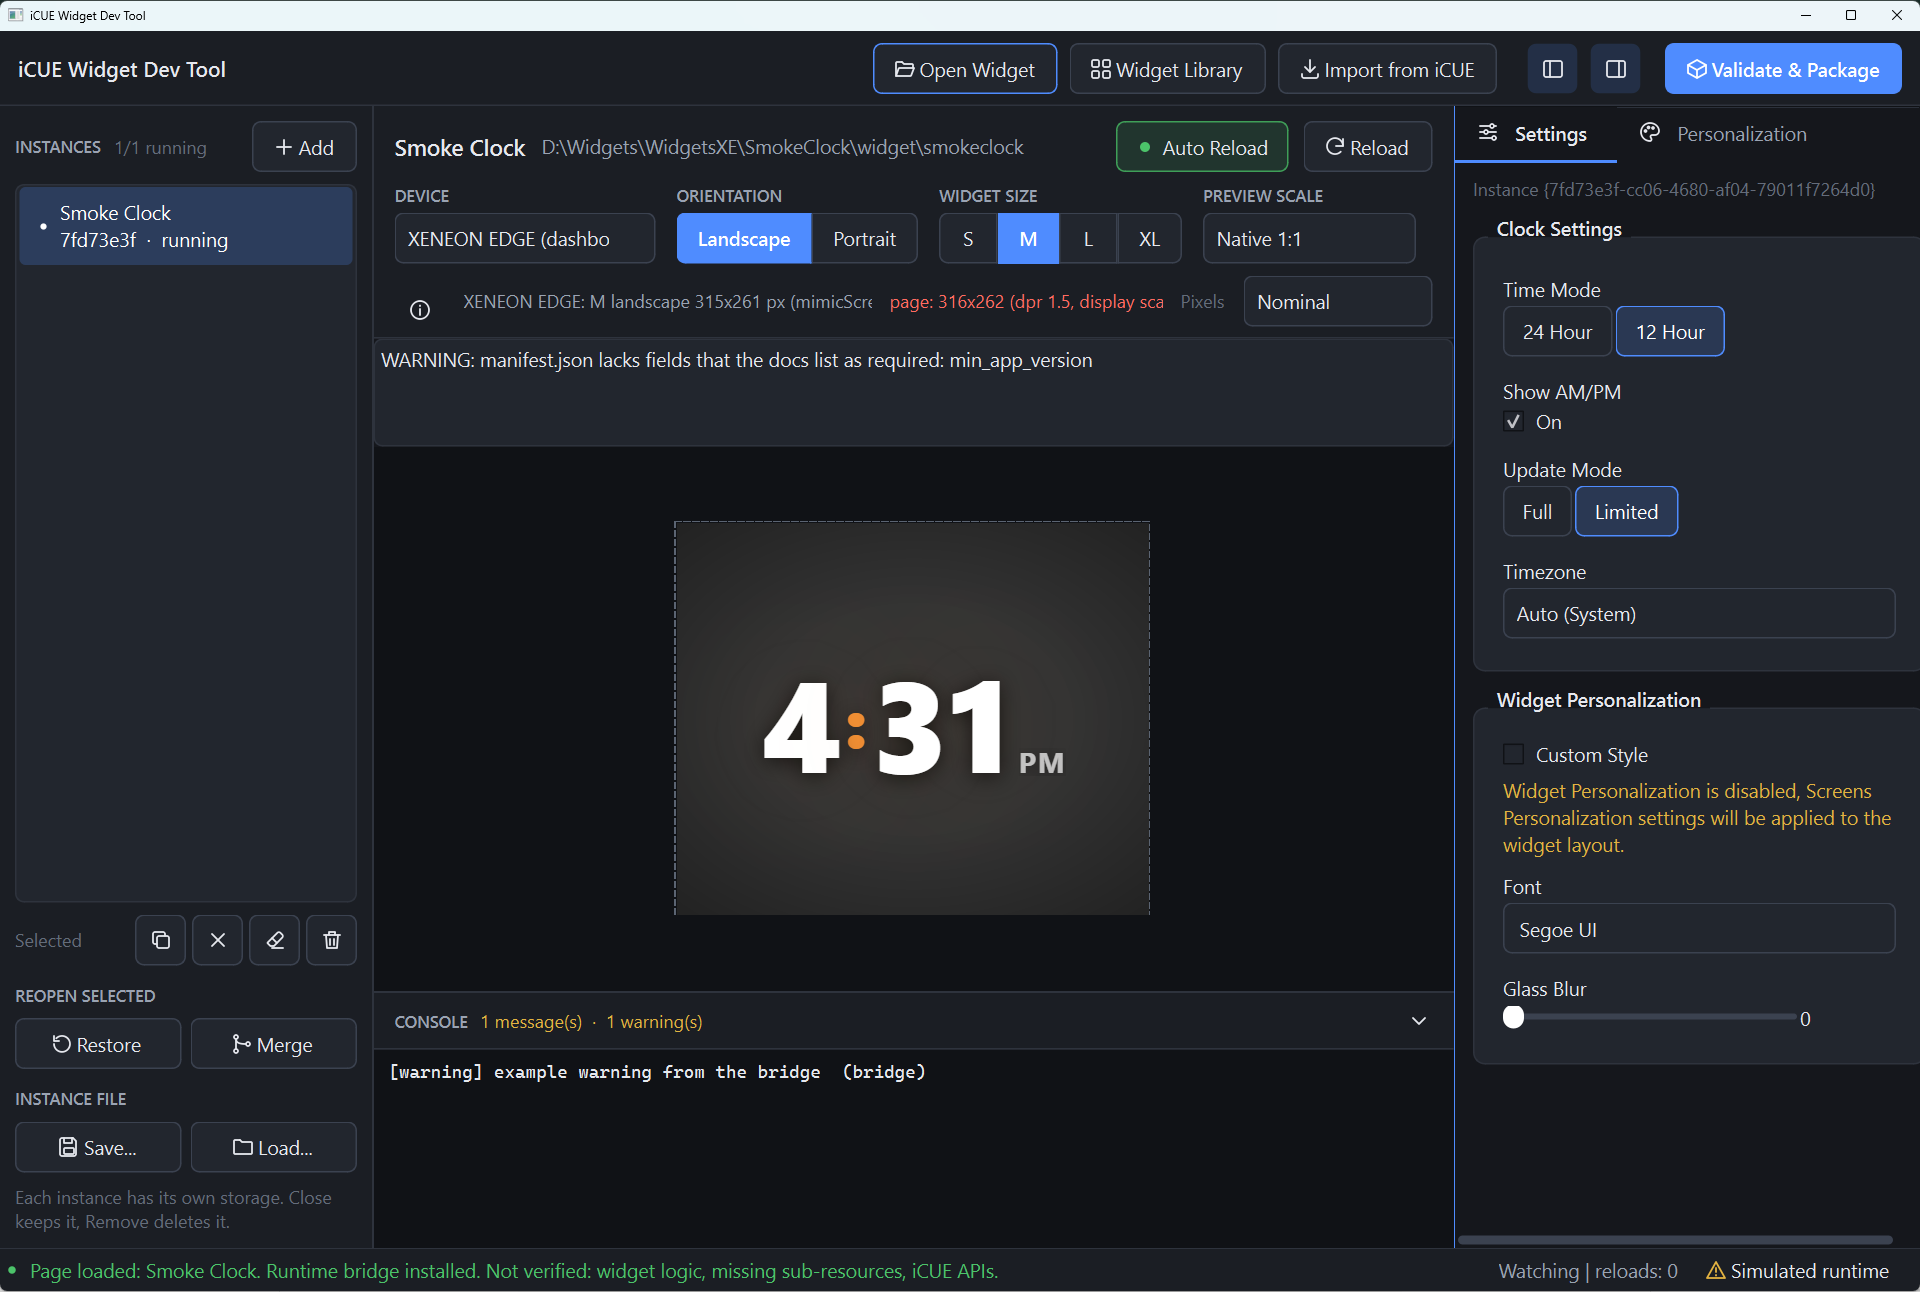 iCUE Widget Dev Tool
iCUE Widget Dev Tool
Open Widget
Widget Library
Import from iCUE
Validate & Package
INSTANCES 1/1 running
Add
Smoke Clock
7fd73e3f · running
Selected
REOPEN SELECTED
Restore
Merge
INSTANCE FILE
Save...
Load...
Each instance has its own storage. Close
keeps it, Remove deletes it.
Smoke Clock D:\Widgets\WidgetsXE\SmokeClock\widget\smokeclock
Auto Reload
Reload
DEVICE
XENEON EDGE (dashbo
ORIENTATION
Landscape
Portrait
WIDGET SIZE
S
M
L
XL
PREVIEW SCALE
Native 1:1
XENEON EDGE: M landscape 315x261 px (mimicScre
page: 316x262 (dpr 1.5, display sca
Pixels
Nominal
WARNING: manifest.json lacks fields that the docs list as required: min_app_version
4:31 PM
CONSOLE 1 message(s) · 1 warning(s)
[warning] example warning from the bridge (bridge)
Settings
Personalization
Instance {7fd73e3f-cc06-4680-af04-79011f7264d0}
Clock Settings
Time Mode
24 Hour
12 Hour
Show AM/PM
On
Update Mode
Full
Limited
Timezone
Auto (System)
Widget Personalization
Custom Style
Widget Personalization is disabled, Screens
Personalization settings will be applied to the
widget layout.
Font
Segoe UI
Glass Blur
0
Page loaded: Smoke Clock. Runtime bridge installed. Not verified: widget logic, missing sub-resources, iCUE APIs.
Watching | reloads: 0
Simulated runtime